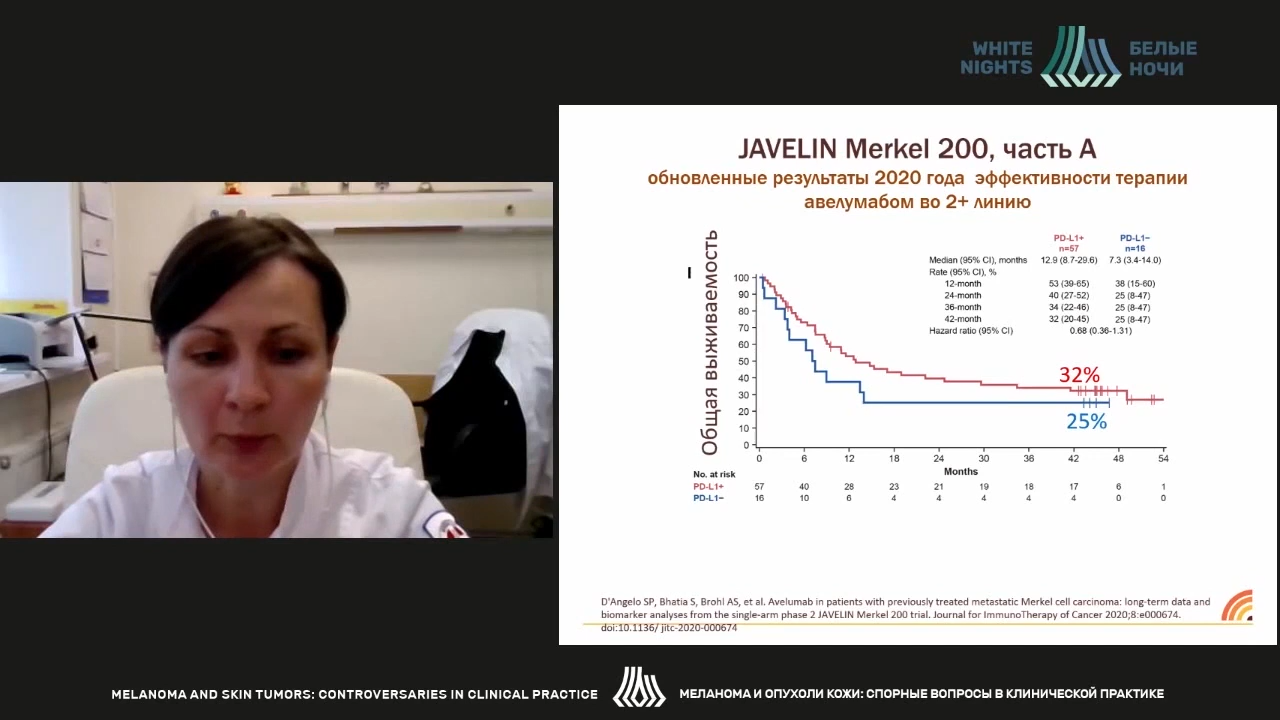 WHITE
NIGHTS
БЕЛЫЕ
НОЧИ
JAVELIN Merkel 200, часть А
обновленные результаты 2020 года эффективности терапии
авелумабом во 2+ линию
Общая выживаемость
PD-L1+ PD-L1−
n=57 n=16
Median (95% CI), months 12.9 (8.7-29.6) 7.3 (3.4-14.0)
Rate (95% CI), %
12-month 53 (39-65) 38 (15-60)
24-month 40 (27-52) 25 (8-47)
36-month 34 (22-46) 25 (8-47)
42-month 32 (20-45) 25 (8-47)
Hazard ratio (95% CI) 0.68 (0.36-1.31)
100
90
80
70
60
50
40
30
20
10
0
32%
25%
0 6 12 18 24 30 36 42 48 54
Months
No. at risk
PD-L1+ 57 40 28 23 21 19 18 17 6 1
PD-L1− 16 10 6 4 4 4 4 4 0 0
D'Angelo SP, Bhatia S, Brohl AS, et al. Avelumab in patients with previously treated metastatic Merkel cell carcinoma: long-term data and
biomarker analyses from the single-arm phase 2 JAVELIN Merkel 200 trial. Journal for ImmunoTherapy of Cancer 2020;8:e000674.
doi:10.1136/ jitc-2020-000674
MELANOMA AND SKIN TUMORS: CONTROVERSARIES IN CLINICAL PRACTICE
МЕЛАНОМА И ОПУХОЛИ КОЖИ: СПОРНЫЕ ВОПРОСЫ В КЛИНИЧЕСКОЙ ПРАКТИКЕ